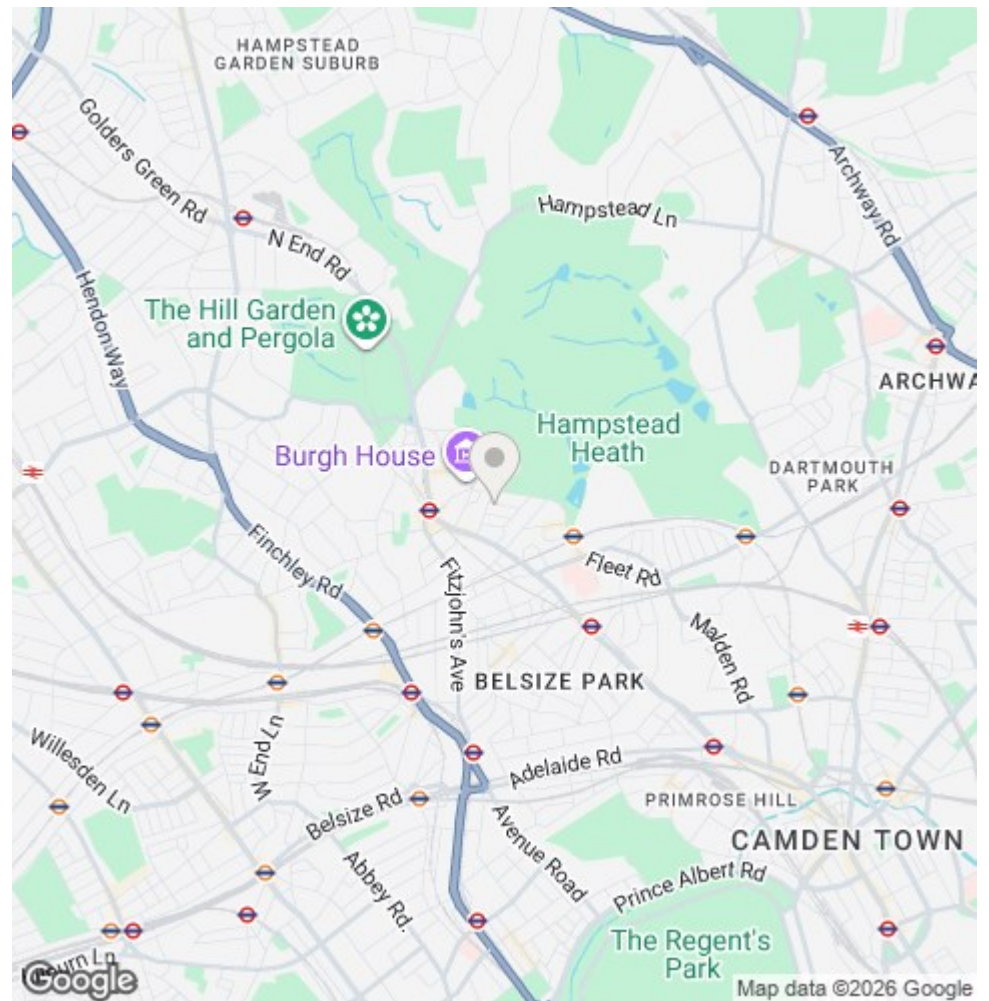 HAMPSTEAD
GARDEN SUBURB
Golders Green Rd
Archway Rd
Hampstead Ln
N End Rd
Hendon Way
The Hill Garden
and Pergola
ARCHWA
Hampstead
Heath
Burgh House
DARTMOUTH
PARK
Finchley Rd
Fitzjohn's Ave
Fleet Rd
Malden Rd
BELSIZE PARK
Willesden Ln
W End Ln
Adelaide Rd
Belsize Rd
PRIMROSE HILL
Avenue Road
CAMDEN TOWN
Abbey Rd.
Prince Albert Rd
The Regent's
Park
Ln
Google
Map data ©2026 Google